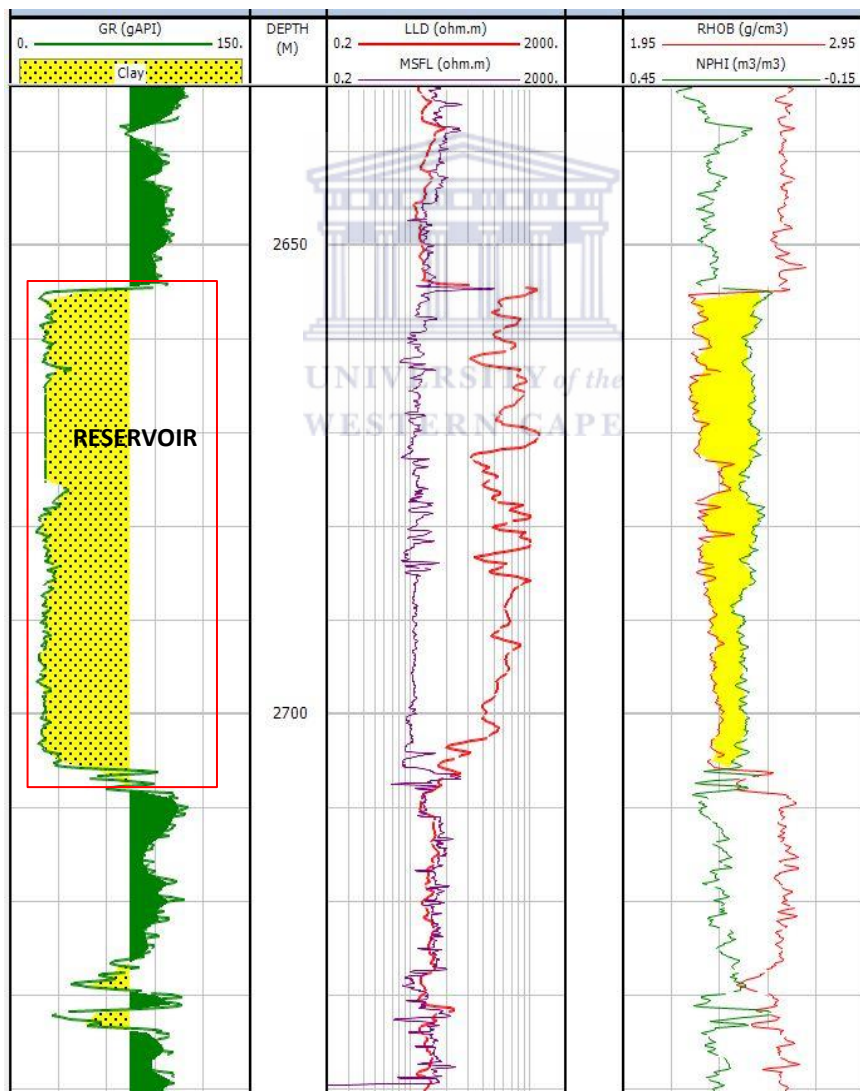 GR (gAPI)
0. 150.
Clay
DEPTH
(M)
LLD (ohm.m)
0.2 2000.
MSFL (ohm.m)
0.2 2000.
RHOB (g/cm3)
1.95 2.95
NPHI (m3/m3)
0.45 -0.15
2650
UNIVERSITY of the
WESTERN CAPE
RESERVOIR
2700